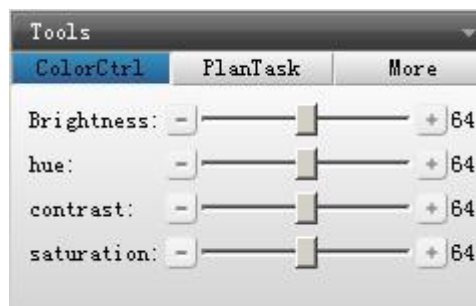 Tools
ColorCtrl PlanTask More
Brightness: - + 64
hue: - + 64
contrast: - + 64
saturation: - + 64